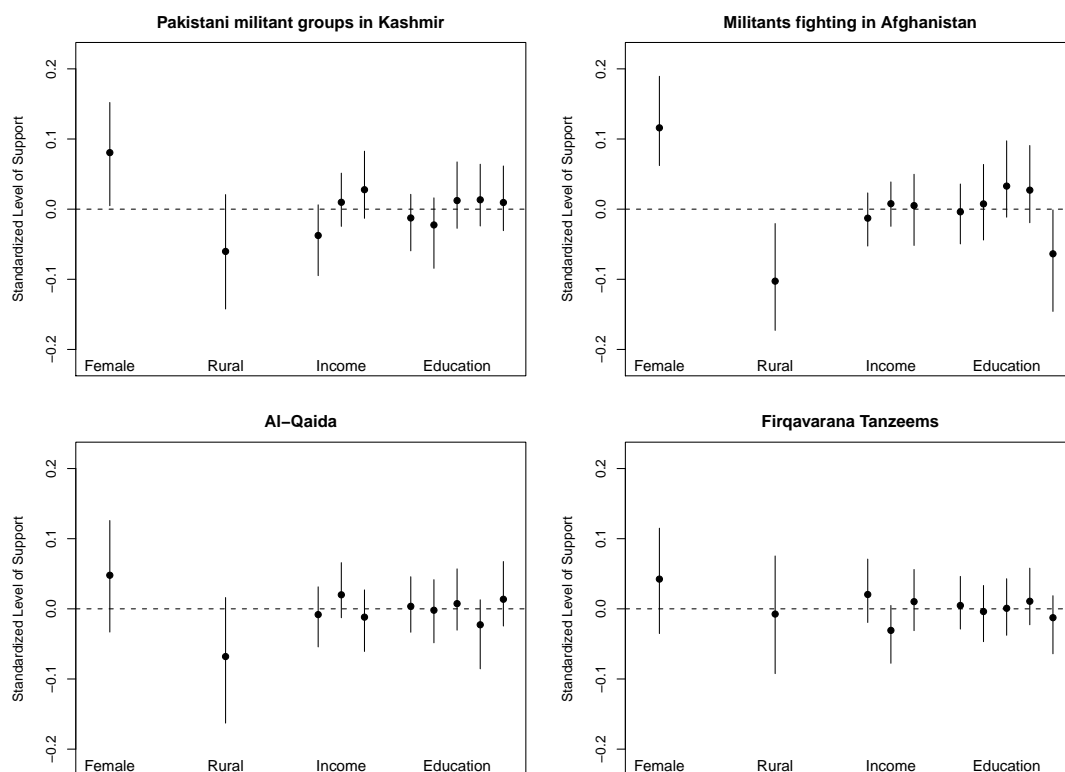 Pakistani militant groups in Kashmir
Standardized Level of Support
0.2
0.1
0.0
−0.1
−0.2
Female Rural Income Education
Militants fighting in Afghanistan
Standardized Level of Support
0.2
0.1
0.0
−0.1
−0.2
Female Rural Income Education
Al−Qaida
Standardized Level of Support
0.2
0.1
0.0
−0.1
−0.2
Female Rural Income Education
Firqavarana Tanzeems
Standardized Level of Support
0.2
0.1
0.0
−0.1
−0.2
Female Rural Income Education